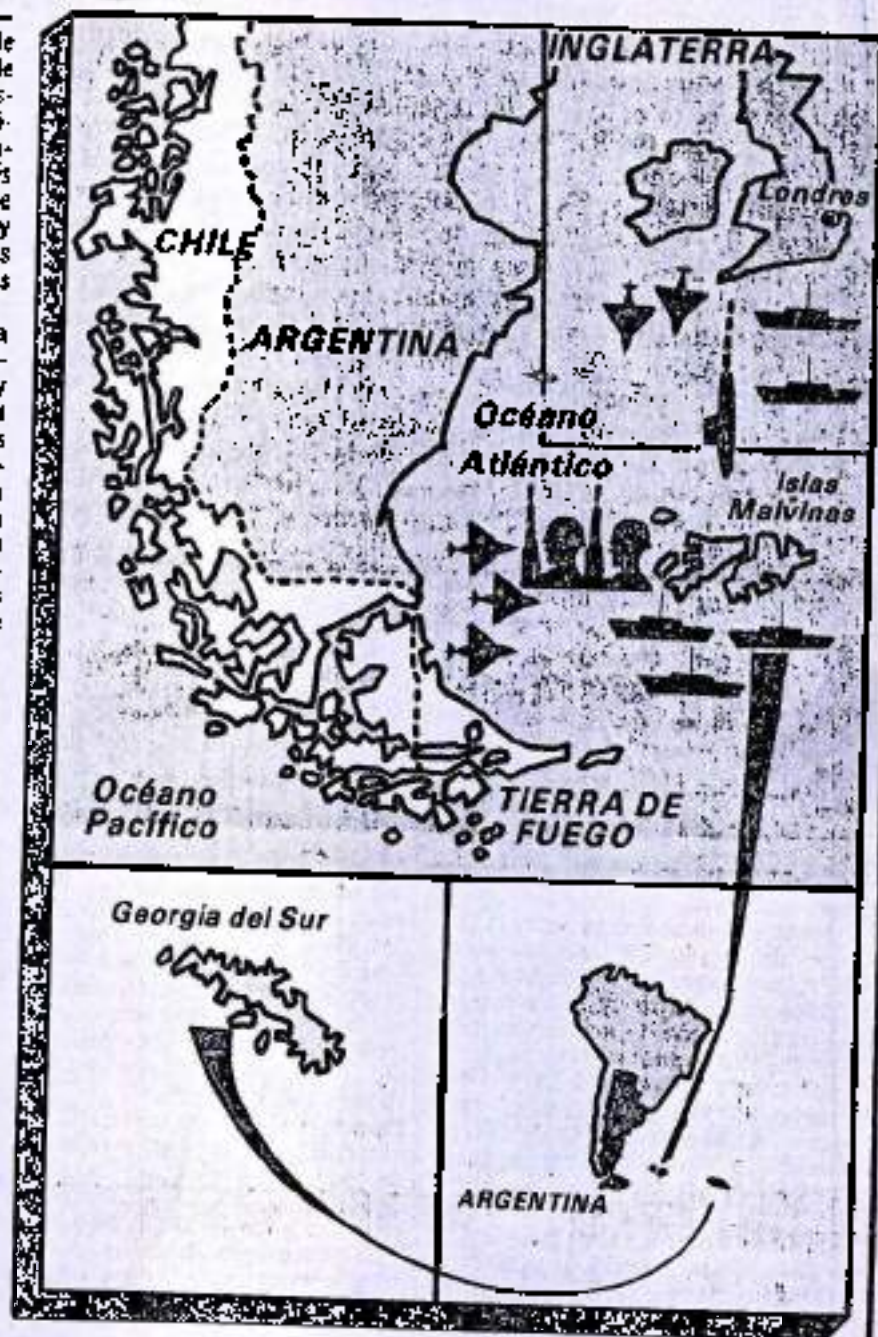 INGLATERRA
Londres
CHILE
ARGENTINA
Océano
Atlántico
Islas
Malvinas
Océano
Pacífico
TIERRA DE
FUEGO
Georgia del Sur
ARGENTINA